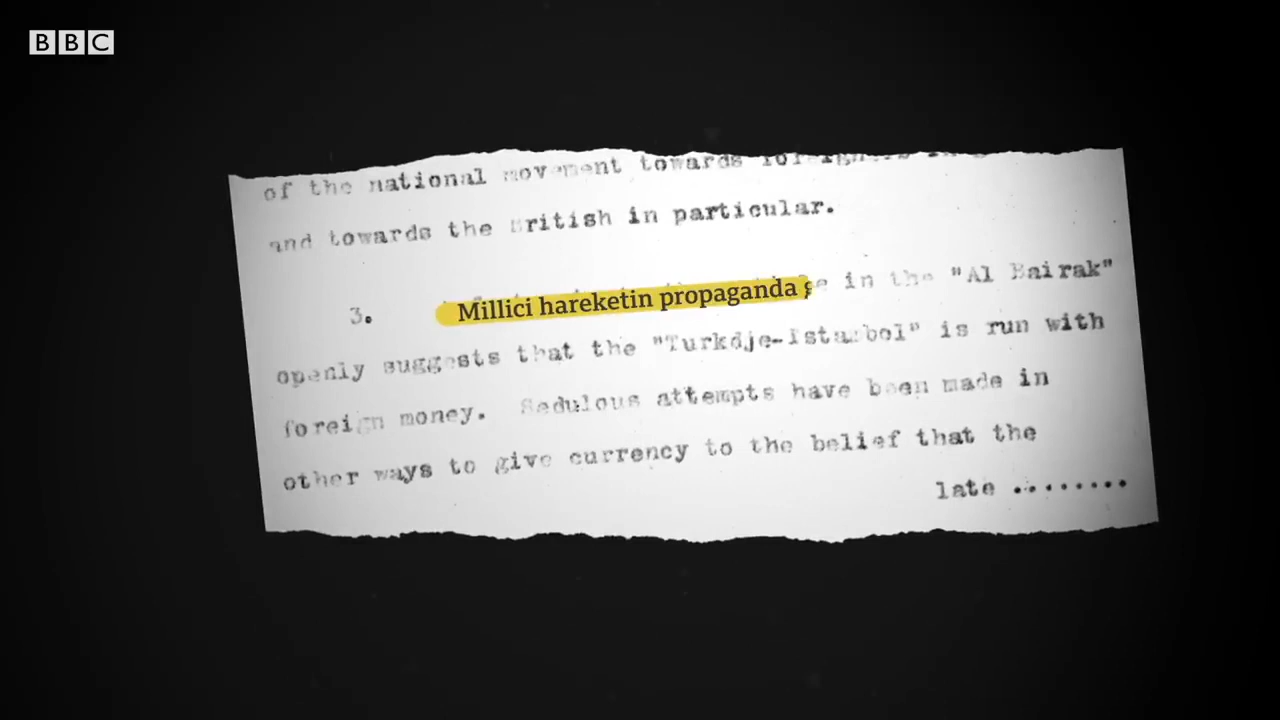 BBC
of the national movement towards
and towards the British in particular.
3. Millici hareketin propaganda in the "Al Bairak"
openly suggests that the "Turkdje-Istambol" is run with
foreign money. Sedulous attempts have been made in
other ways to give currency to the belief that the
late ........